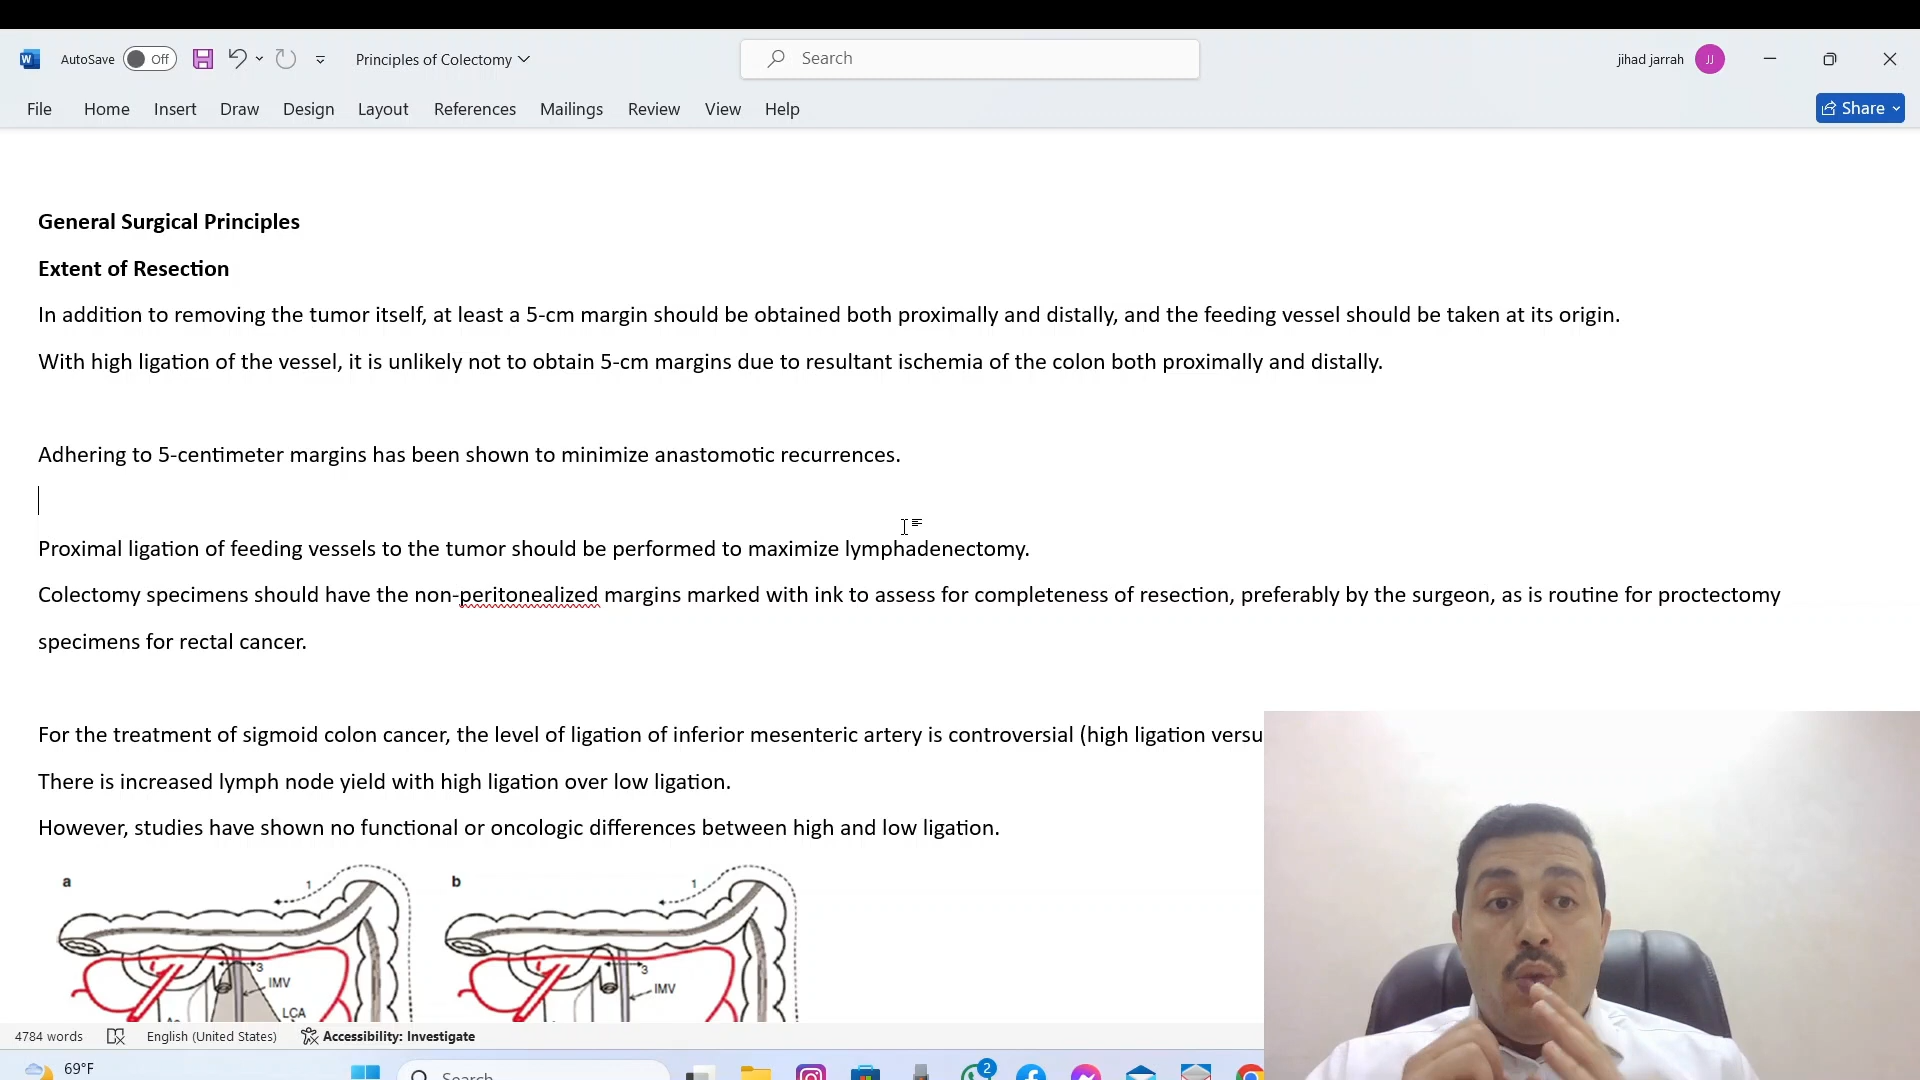 AutoSave Off Principles of Colectomy Search jihad jarrah JJ
File Home Insert Draw Design Layout References Mailings Review View Help Share
General Surgical Principles
Extent of Resection
In addition to removing the tumor itself, at least a 5-cm margin should be obtained both proximally and distally, and the feeding vessel should be taken at its origin.
With high ligation of the vessel, it is unlikely not to obtain 5-cm margins due to resultant ischemia of the colon both proximally and distally.
Adhering to 5-centimeter margins has been shown to minimize anastomotic recurrences.
Proximal ligation of feeding vessels to the tumor should be performed to maximize lymphadenectomy.
Colectomy specimens should have the non-peritonealized margins marked with ink to assess for completeness of resection, preferably by the surgeon, as is routine for proctectomy
specimens for rectal cancer.
For the treatment of sigmoid colon cancer, the level of ligation of inferior mesenteric artery is controversial (high ligation versu
There is increased lymph node yield with high ligation over low ligation.
However, studies have shown no functional or oncologic differences between high and low ligation.
a 1 b 1
3 3
IMV IMV
LCA
4784 words English (United States) Accessibility: Investigate
69°F Search 2